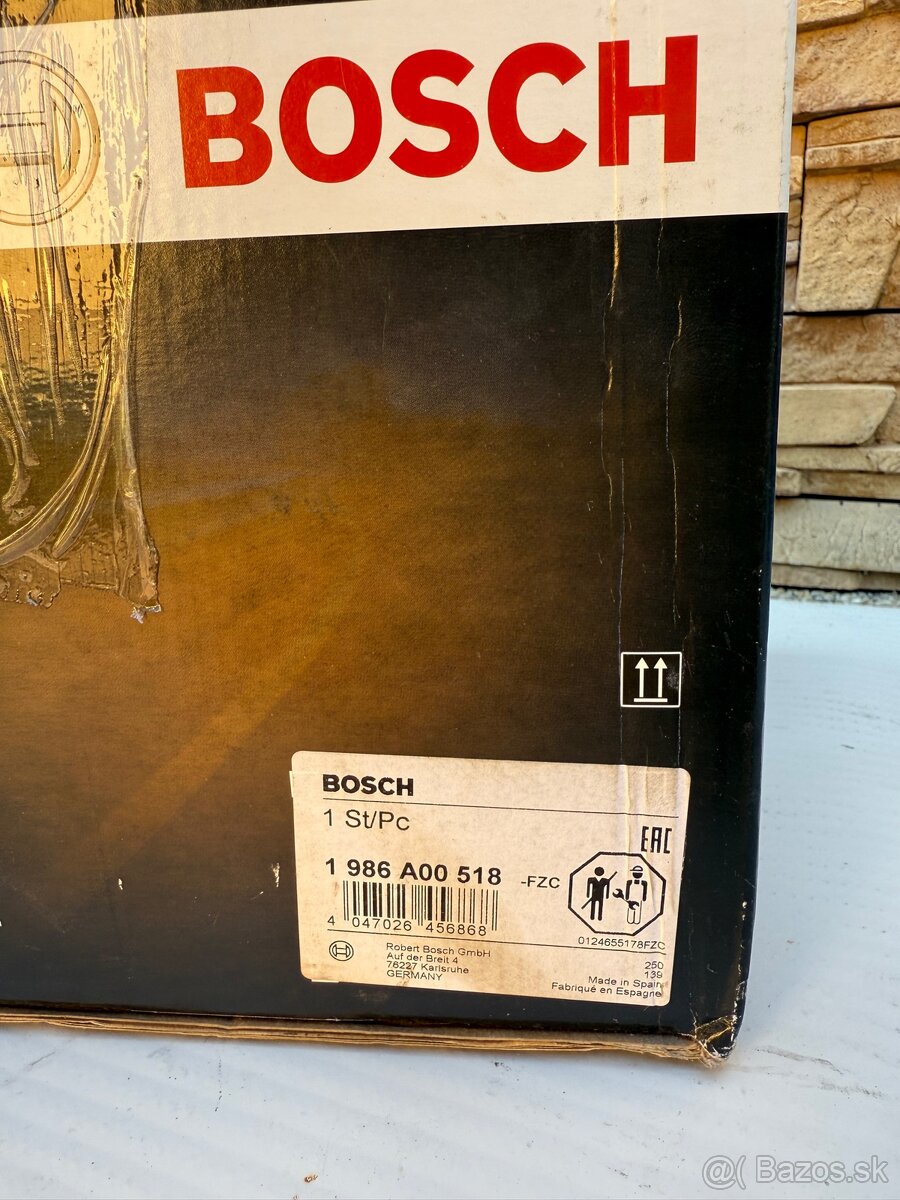 BOSCH
BOSCH
1 St/Pc
EAC
1 986 A00 518 -FZC
4 047026 456868
0124655178FZC
Robert Bosch GmbH
Auf der Breit 4
76227 Karlsruhe
GERMANY
250
139
Made in Spain
Fabriqué en Espagne
@( Bazos.sk